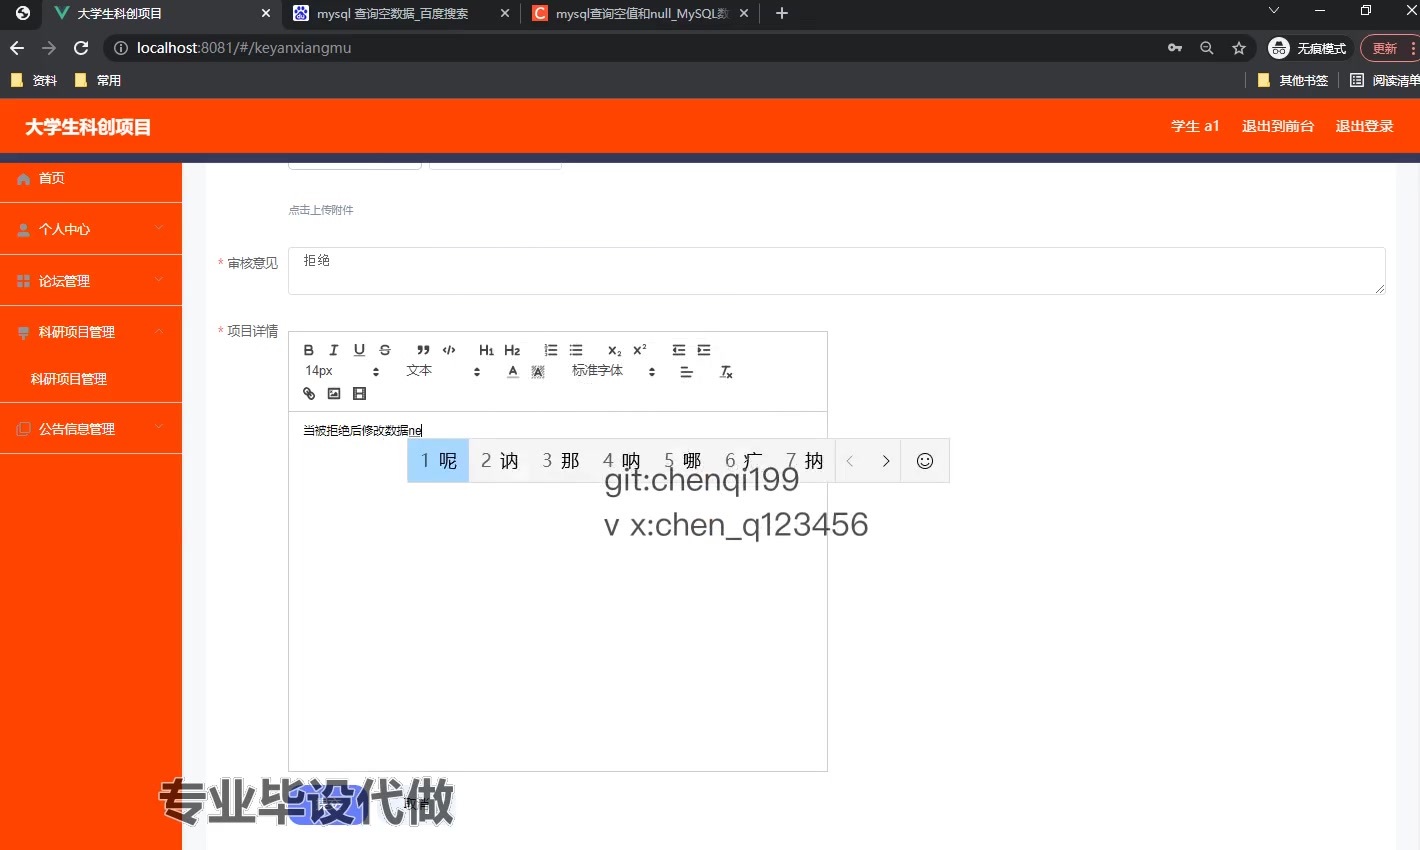 大学生科创项目
mysql 查询空数据_百度搜索
mysql查询空值和null_MySQL数
localhost:8081/#/keyanxiangmu
无痕模式
更新
资料
常用
其他书签
阅读清单
大学生科创项目
学生 a1
退出到前台
退出登录
首页
个人中心
论坛管理
科研项目管理
科研项目管理
公告信息管理
点击上传附件
* 审核意见
拒绝
* 项目详情
B I U S ” </> H1 H2 X2 X2
14px 文本 A A 标准字体 Tx
当被拒绝后修改数据ne
1 呢 2 讷 3 那 4 呐 5 哪 6 疒 7 抐
git:chenqi199
v x:chen_q123456
专业毕设代做
取消